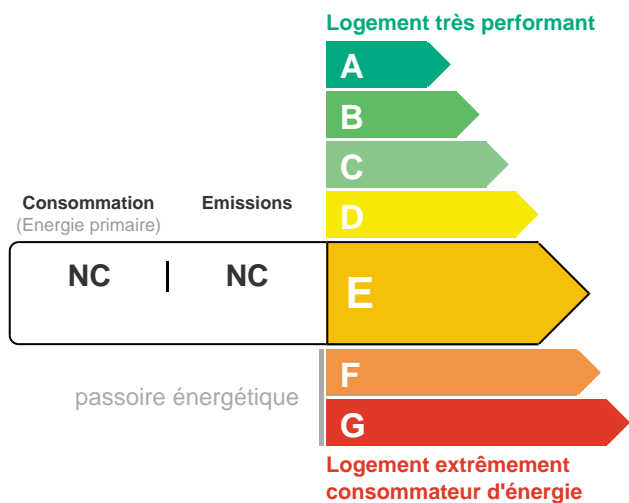 Logement très performant
A
B
C
Consommation Emissions
(Energie primaire)
D
NC | NC
E
F
passoire énergétique
G
Logement extrêmement
consommateur d'énergie